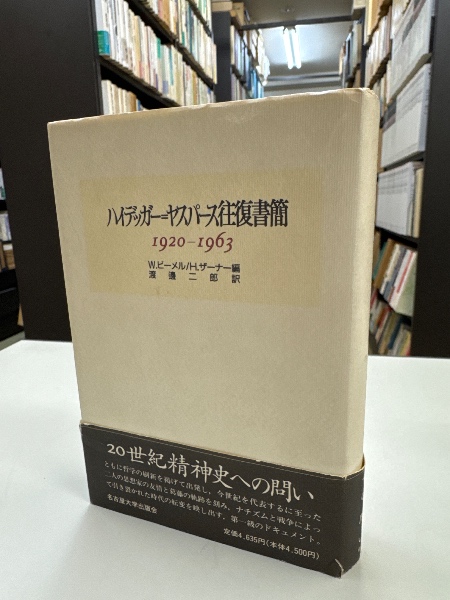 ハイデッガー=ヤスパース往復書簡
1920–1963
W.ビーメル/H.ザーナー編
渡邊二郎訳
20世紀精神史への問い
ともに哲学の刷新を掲げて出発し，今世紀を代表するに至った
二人の思想家の友情と葛藤の軌跡を刻み，ナチズムと戦争によっ
て引き裂かれた時代の転変を映し出す，第一級のドキュメント。
名古屋大学出版会
定価4,635円(本体4,500円)